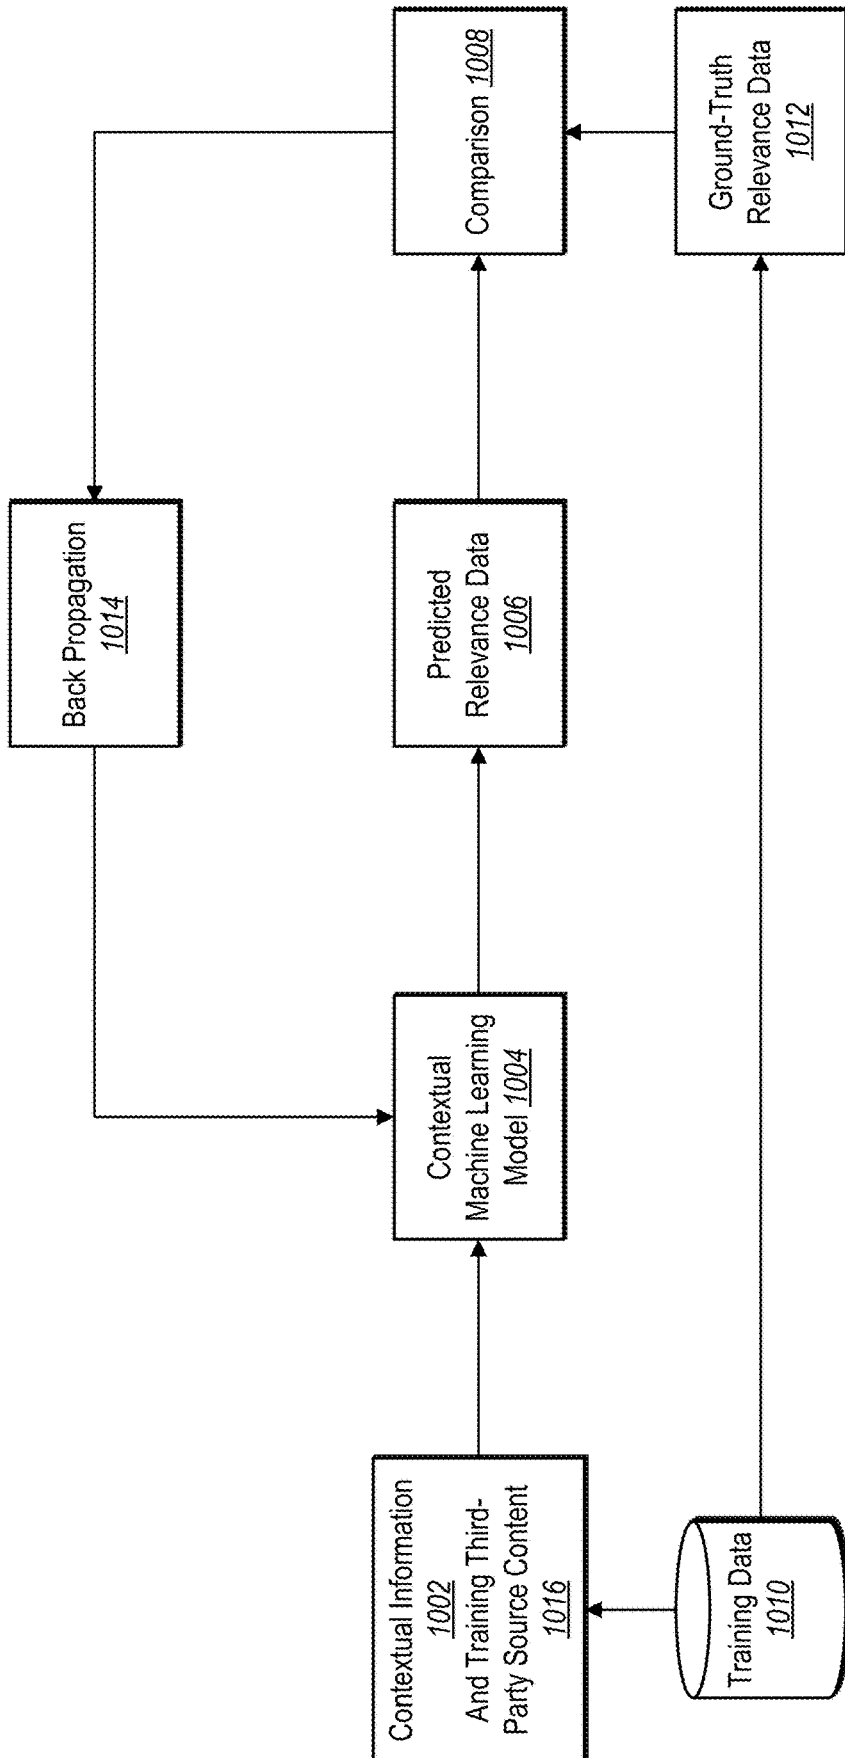 Back Propagation
1014
Contextual Information
1002
And Training Third-
Party Source Content
1016
Contextual
Machine Learning
Model 1004
Predicted
Relevance Data
1006
Comparison 1008
Training Data
1010
Ground-Truth
Relevance Data
1012